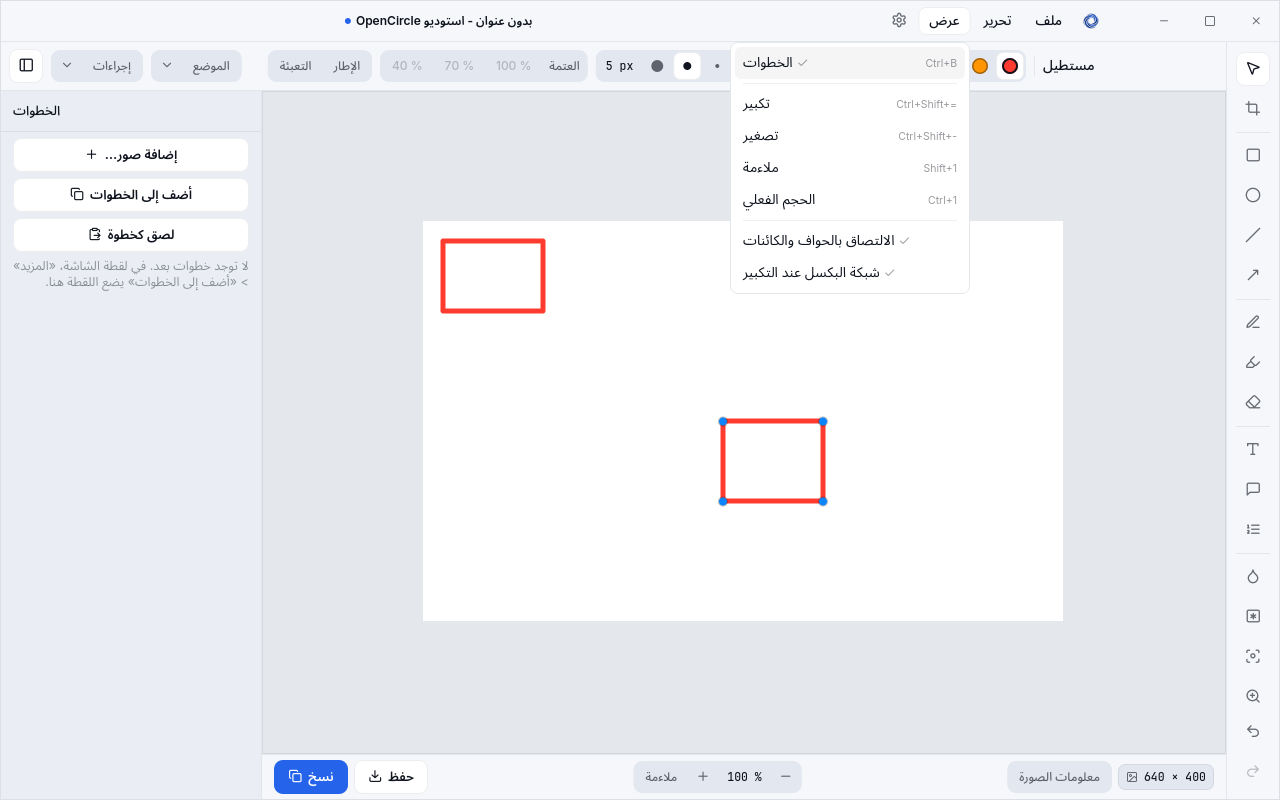 ملف
تحرير
عرض
بدون عنوان - استوديو OpenCircle
مستطيل
5 px
العتمة
100 %
70 %
40 %
الإطار
التعبئة
الموضع
إجراءات
الخطوات Ctrl+B
تكبير Ctrl+Shift+=
تصغير Ctrl+Shift+-
ملاءمة Shift+1
الحجم الفعلي Ctrl+1
الالتصاق بالحواف والكائنات
شبكة البكسل عند التكبير
الخطوات
إضافة صور...
أضف إلى الخطوات
لصق كخطوة
لا توجد خطوات بعد. في لقطة الشاشة، «المزيد»
> «أضف إلى الخطوات» يضع اللقطة هنا.
640 × 400
معلومات الصورة
100 %
ملاءمة
حفظ
نسخ